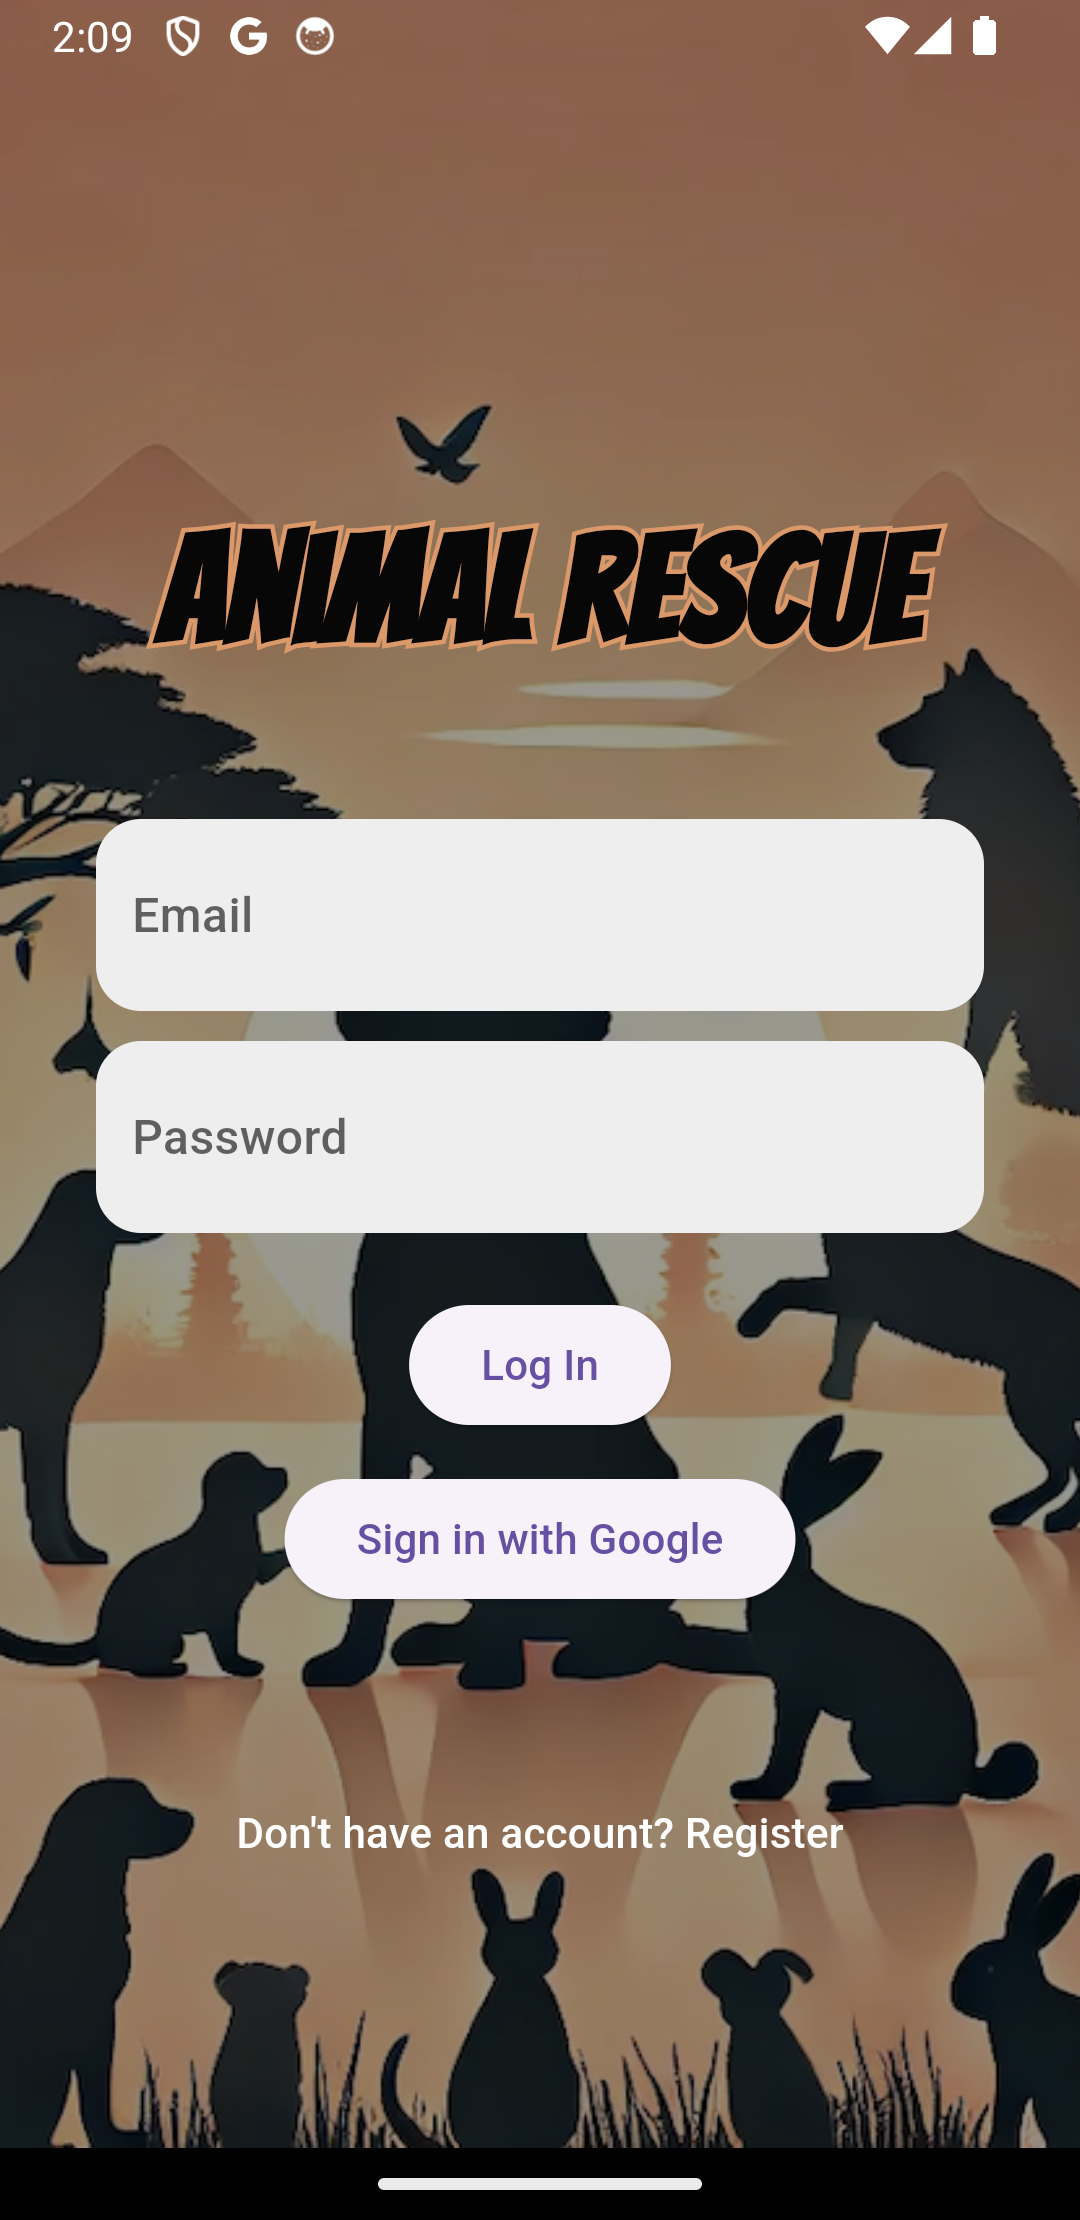 2:09
ANIMAL RESCUE
Email
Password
Log In
Sign in with Google
Don't have an account? Register